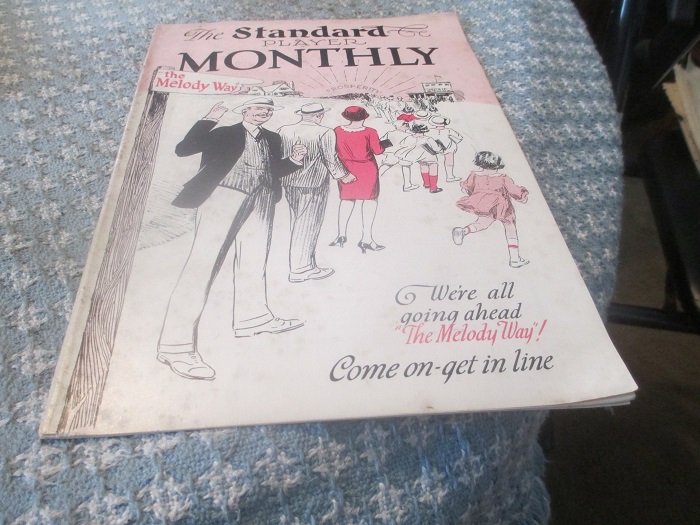 The Standard
PLAYER
MONTHLY
the
Melody Way
PROSPERITY
We're all
going ahead
"The Melody Way"!
Come on-get in line